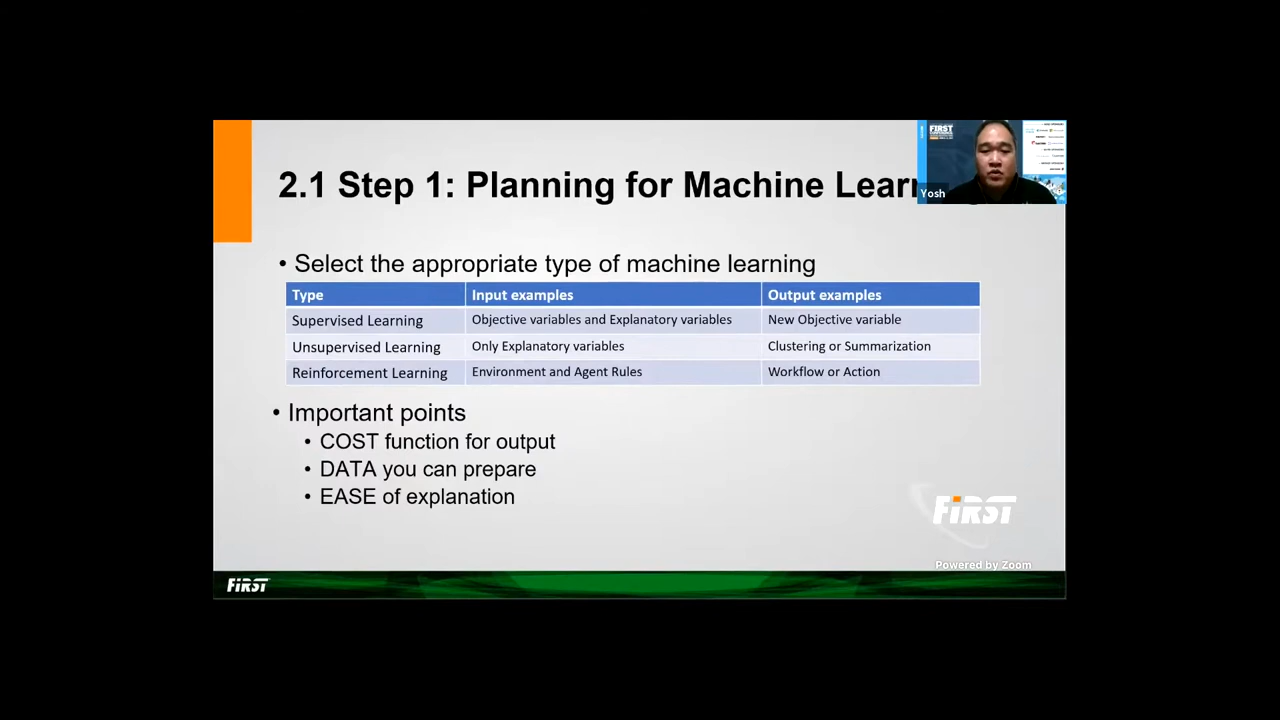 2.1 Step 1: Planning for Machine Lear
FIRST
Yosh
• Select the appropriate type of machine learning
Type Input examples Output examples
Supervised Learning Objective variables and Explanatory variables New Objective variable
Unsupervised Learning Only Explanatory variables Clustering or Summarization
Reinforcement Learning Environment and Agent Rules Workflow or Action
• Important points
• COST function for output
• DATA you can prepare
• EASE of explanation
FiRST
Powered by Zoom
FiRST